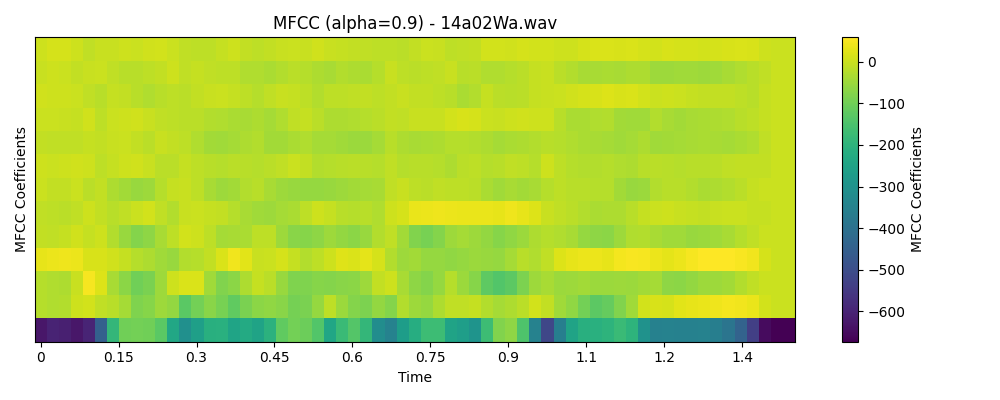 MFCC (alpha=0.9) - 14a02Wa.wav
MFCC Coefficients
0 0.15 0.3 0.45 0.6 0.75 0.9 1.1 1.2 1.4
Time
0
−100
−200
−300
−400
−500
−600
MFCC Coefficients